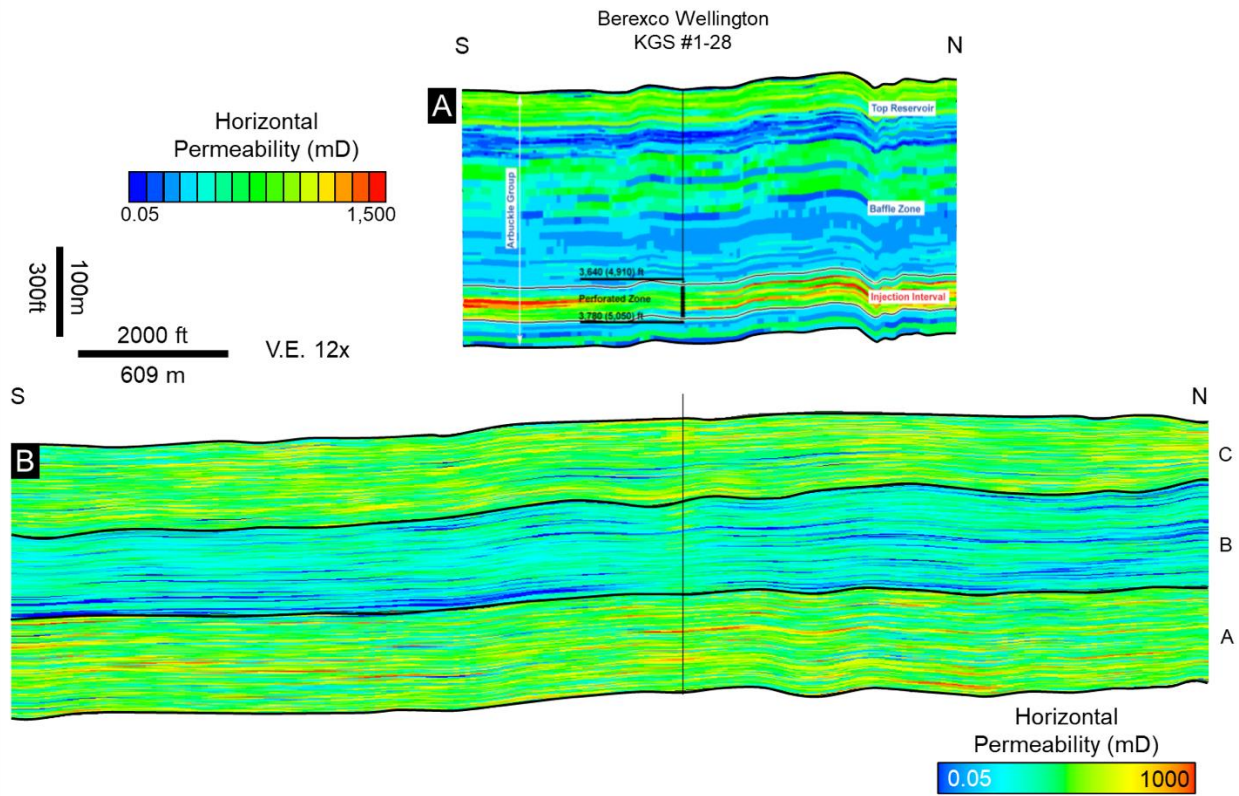 Berexco Wellington
KGS #1-28
S
N
A
Horizontal
Permeability (mD)
0.05
1,500
Top Reservoir
Arbuckle Group
Baffle Zone
3,640 (4,910) ft
Perforated Zone
Injection Interval
3,780 (5,050) ft
100m
300ft
2000 ft
609 m
V.E. 12x
S
N
B
C
B
A
Horizontal
Permeability (mD)
0.05
1000